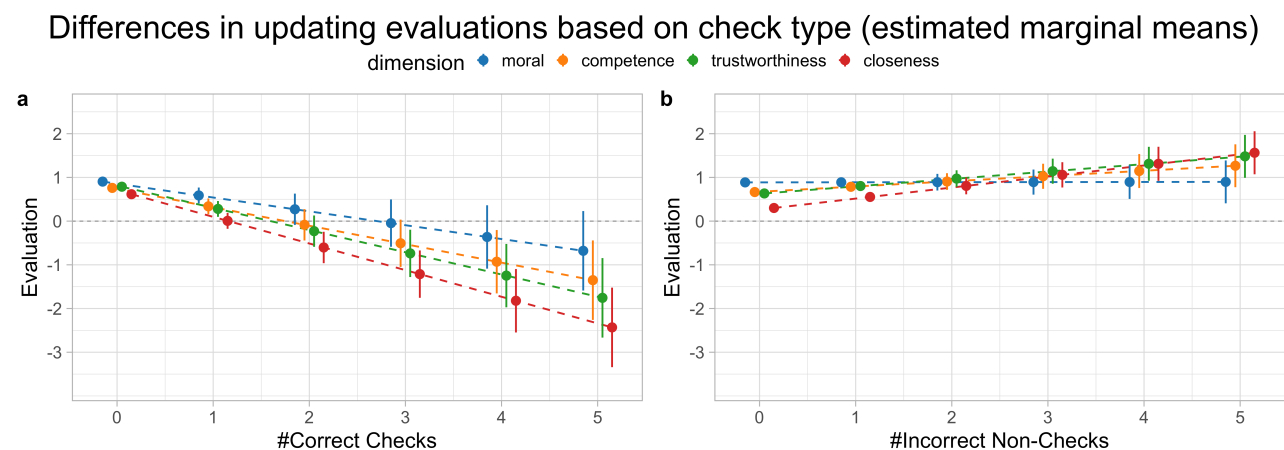 Differences in updating evaluations based on check type (estimated marginal means)
dimension moral competence trustworthiness closeness
a
2
1
0
-1
-2
-3
Evaluation
0 1 2 3 4 5
#Correct Checks
b
2
1
0
-1
-2
-3
Evaluation
0 1 2 3 4 5
#Incorrect Non-Checks